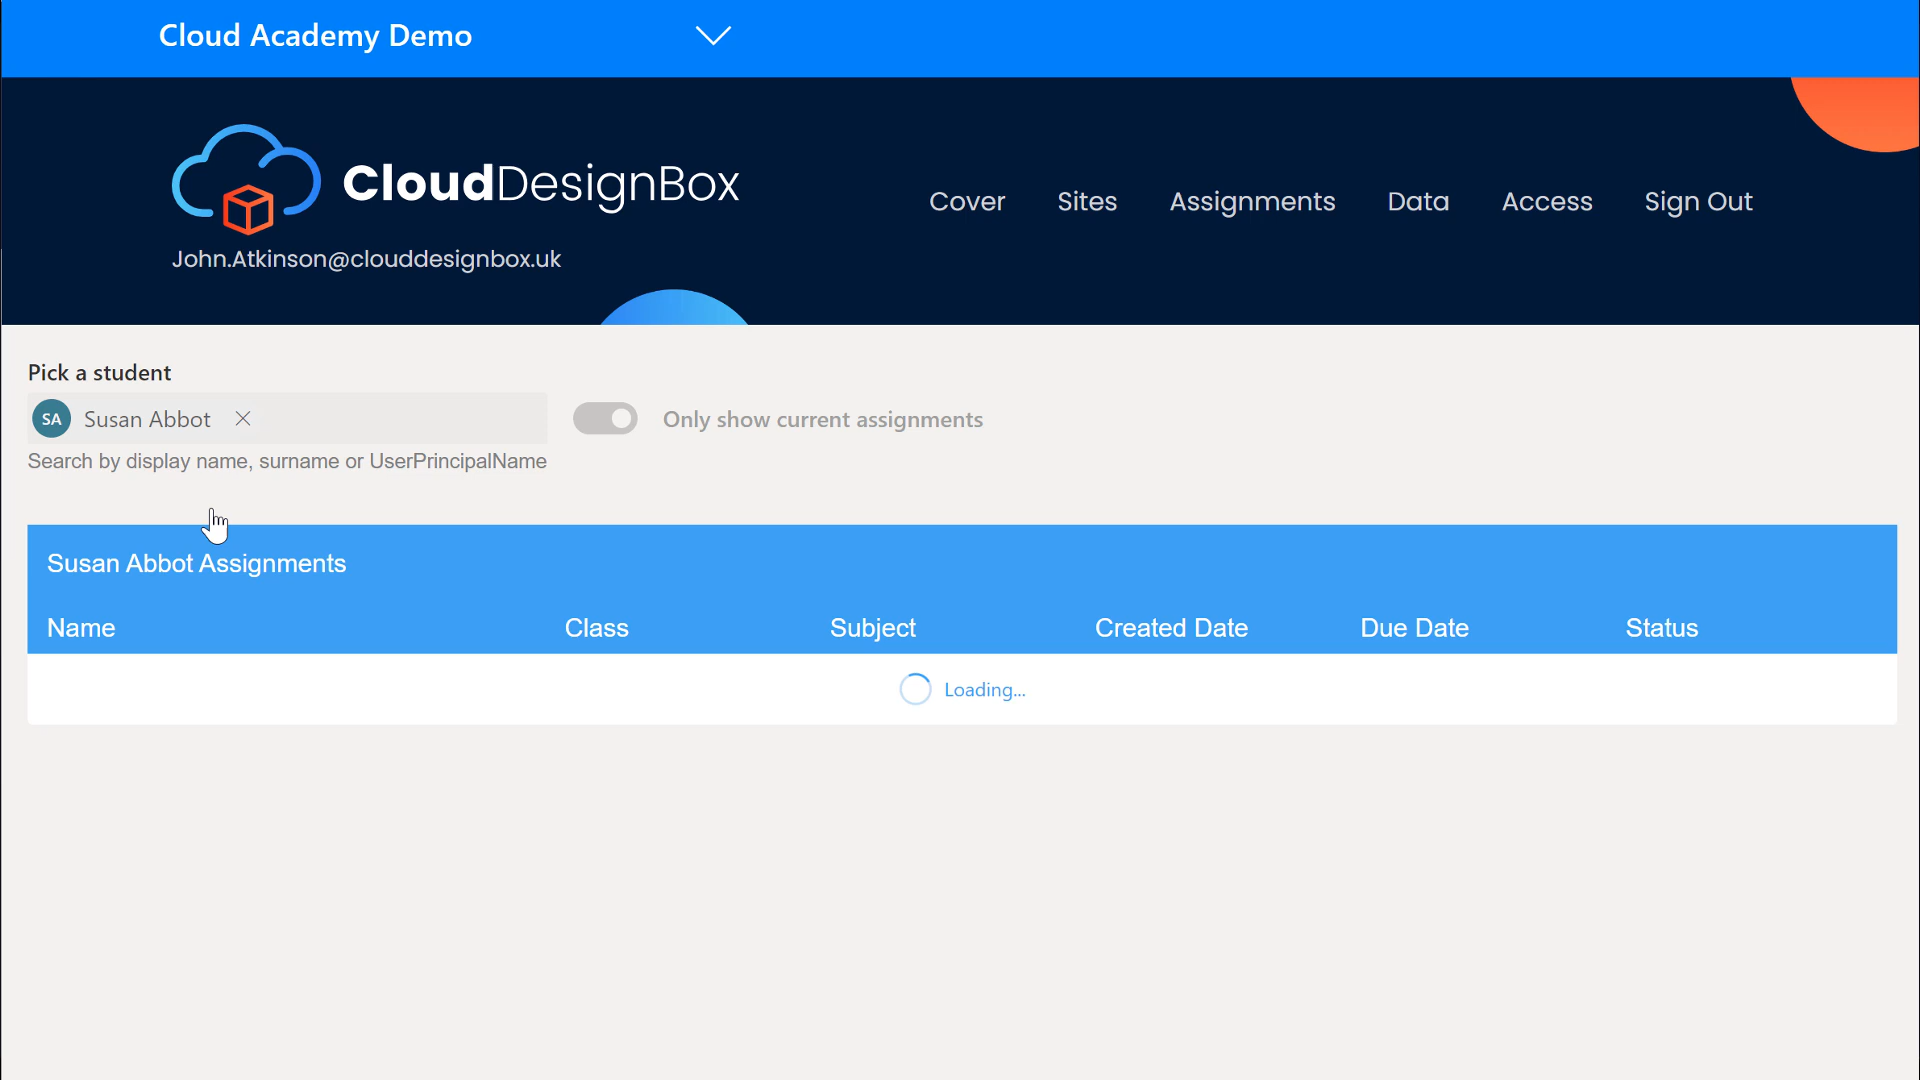 Cloud Academy Demo
CloudDesignBox
Cover Sites Assignments Data Access Sign Out
John.Atkinson@clouddesignbox.uk
Pick a student
SA Susan Abbot
Only show current assignments
Search by display name, surname or UserPrincipalName
Susan Abbot Assignments
Name Class Subject Created Date Due Date Status
Loading...